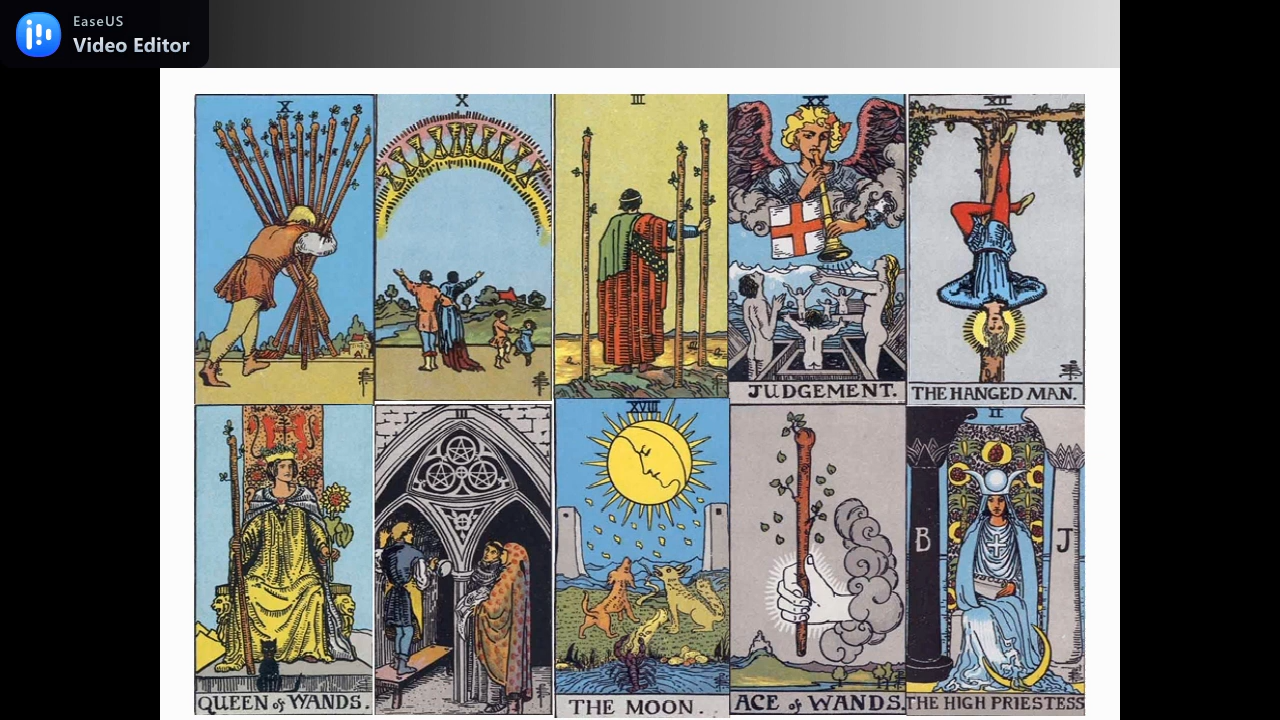 EaseUS
Video Editor
X
X
III
XX
XII
JUDGEMENT.
THE HANGED MAN.
III
XVIII
II
B
J
QUEEN of WANDS.
THE MOON.
ACE of WANDS.
THE HIGH PRIESTESS